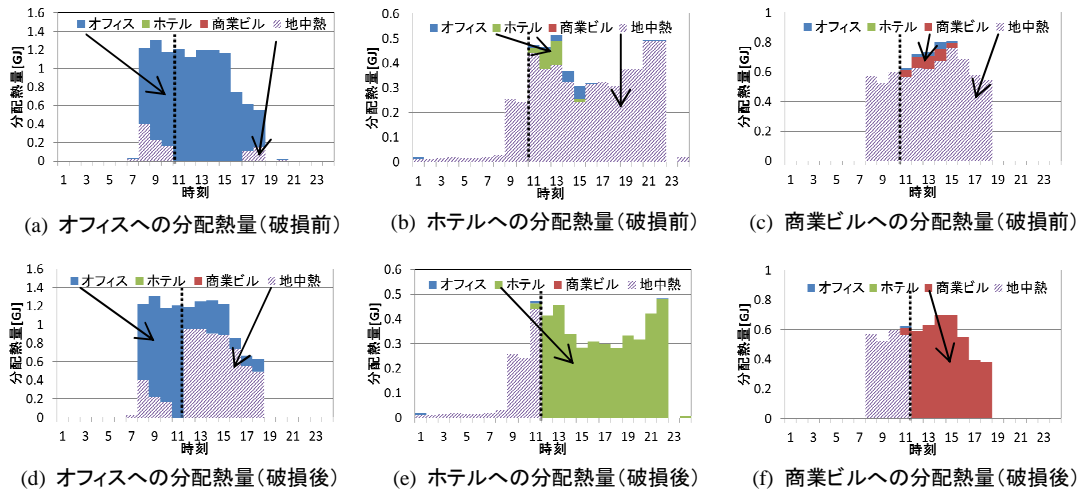 1.6
1.4
1.2
1
0.8
0.6
0.4
0.2
0
分配熱量[GJ]
オフィス ホテル 商業ビル 地中熱
1 3 5 7 9 11 13 15 17 19 21 23
時刻
(a) オフィスへの分配熱量(破損前)
0.6
0.5
0.4
0.3
0.2
0.1
0
分配熱量[GJ]
オフィス ホテル 商業ビル 地中熱
1 3 5 7 9 11 13 15 17 19 21 23
時刻
(b) ホテルへの分配熱量(破損前)
1
0.8
0.6
0.4
0.2
0
分配熱量[GJ]
オフィス ホテル 商業ビル 地中熱
1 3 5 7 9 11 13 15 17 19 21 23
時刻
(c) 商業ビルへの分配熱量(破損前)
1.6
1.4
1.2
1
0.8
0.6
0.4
0.2
0
分配熱量[GJ]
オフィス ホテル 商業ビル 地中熱
1 3 5 7 9 11 13 15 17 19 21 23
時刻
(d) オフィスへの分配熱量(破損後)
0.6
0.5
0.4
0.3
0.2
0.1
0
分配熱量[GJ]
オフィス ホテル 商業ビル 地中熱
1 3 5 7 9 11 13 15 17 19 21 23
時刻
(e) ホテルへの分配熱量(破損後)
1
0.8
0.6
0.4
0.2
0
分配熱量[GJ]
オフィス ホテル 商業ビル 地中熱
1 3 5 7 9 11 13 15 17 19 21 23
時刻
(f) 商業ビルへの分配熱量(破損後)